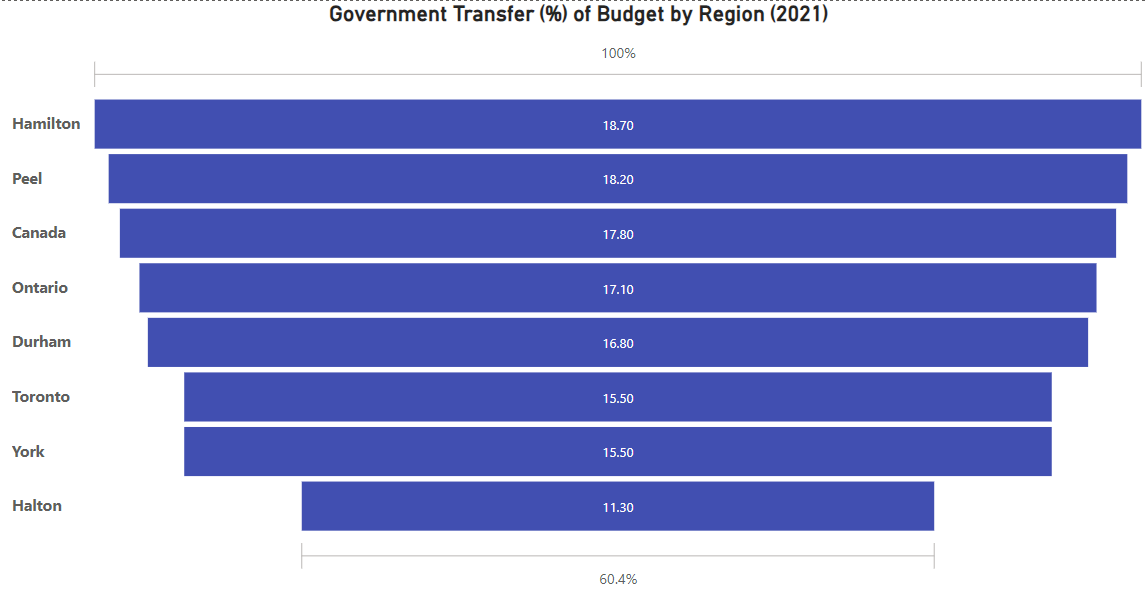 Government Transfer (%) of Budget by Region (2021)
100%
Hamilton 18.70
Peel 18.20
Canada 17.80
Ontario 17.10
Durham 16.80
Toronto 15.50
York 15.50
Halton 11.30
60.4%